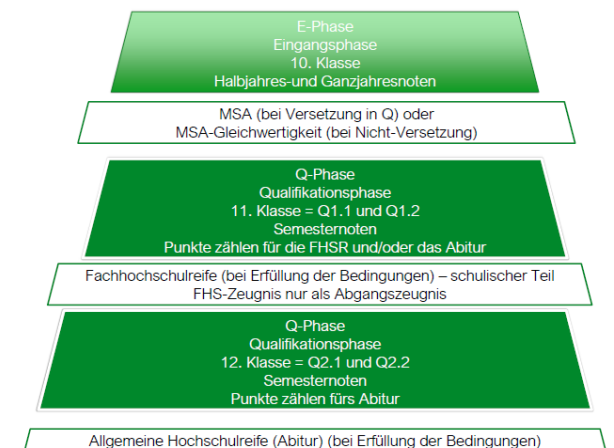 E-Phase
Eingangsphase
10. Klasse
Halbjahres-und Ganzjahresnoten
MSA (bei Versetzung in Q) oder
MSA-Gleichwertigkeit (bei Nicht-Versetzung)
Q-Phase
Qualifikationsphase
11. Klasse = Q1.1 und Q1.2
Semesternoten
Punkte zählen für die FHSR und/oder das Abitur
Fachhochschulreife (bei Erfüllung der Bedingungen) – schulischer Teil
FHS-Zeugnis nur als Abgangszeugnis
Q-Phase
Qualifikationsphase
12. Klasse = Q2.1 und Q2.2
Semesternoten
Punkte zählen fürs Abitur
Allgemeine Hochschulreife (Abitur) (bei Erfüllung der Bedingungen)